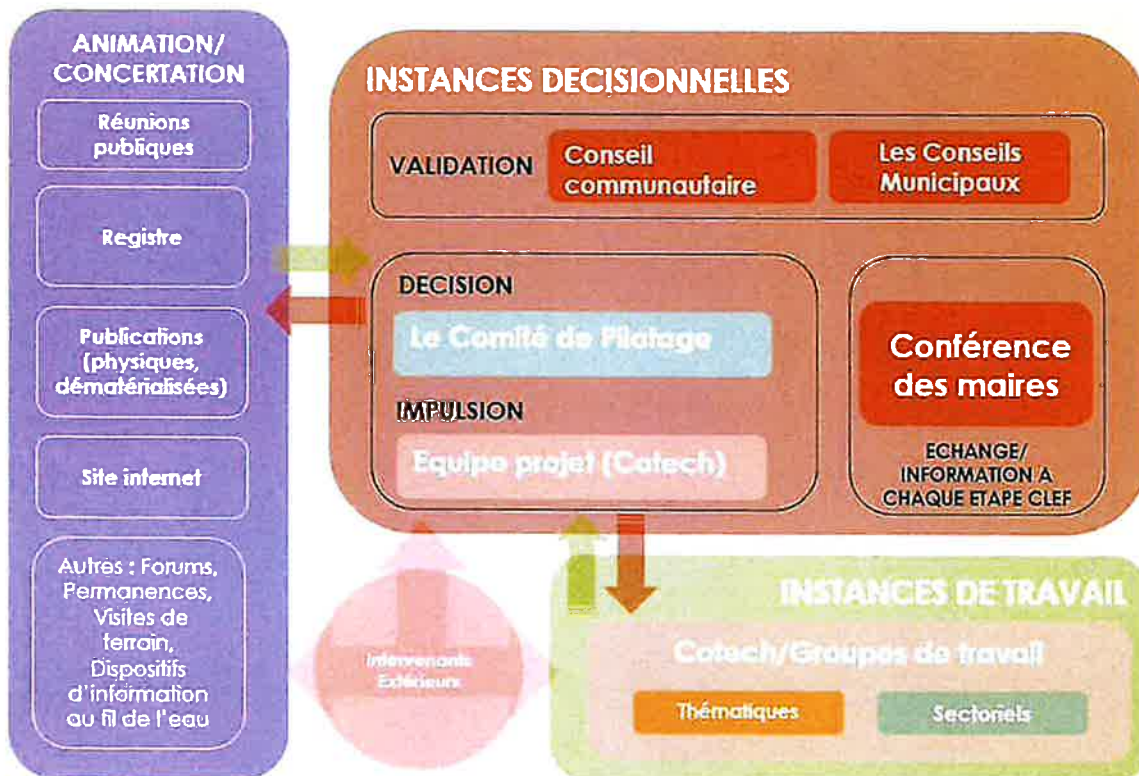 ANIMATION/
CONCERTATION
Réunions
publiques
Registre
Publications
(physiques,
dématérialisées)
Site internet
Autres : Forums,
Permanences,
Visites de
terrain,
Dispositifs
d'information
au fil de l'eau
INSTANCES DECISIONNELLES
VALIDATION
Conseil
communautaire
Les Conseils
Municipaux
DECISION
Le Comité de Pilotage
IMPULSION
Equipe projet (Cotech)
Conférence
des maires
ECHANGE/
INFORMATION A
CHAQUE ETAPE CLEF
Intervenants
Extérieurs
INSTANCES DE TRAVAIL
Cotech/Groupes de travail
Thématiques
Sectoriels